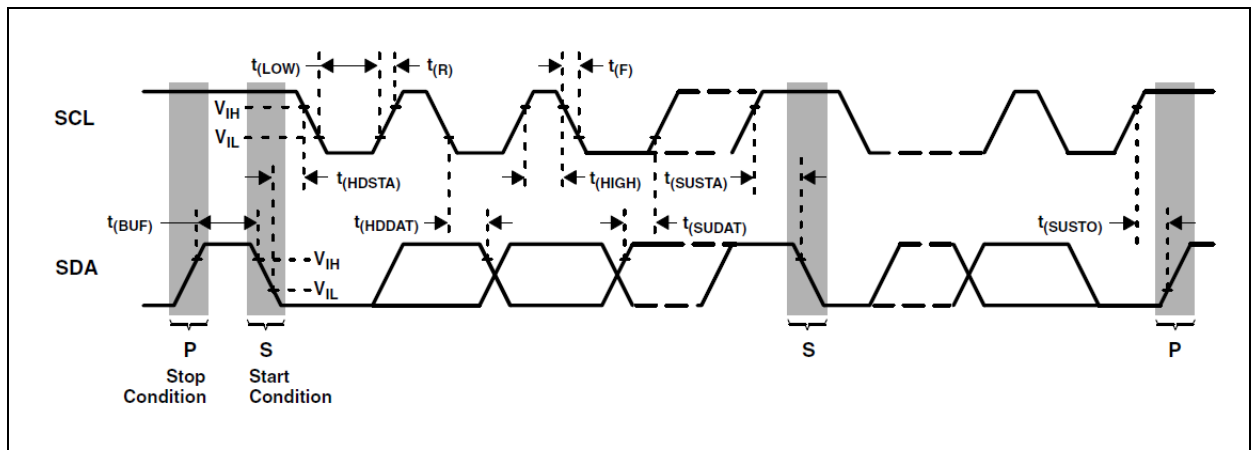 t(LOW)
t(R)
t(F)
SCL
VIH
VIL
t(HDSTA)
t(HIGH)
t(SUSTA)
t(BUF)
t(HDDAT)
t(SUDAT)
t(SUSTO)
SDA
VIH
VIL
P
S
S
P
Stop
Condition
Start
Condition